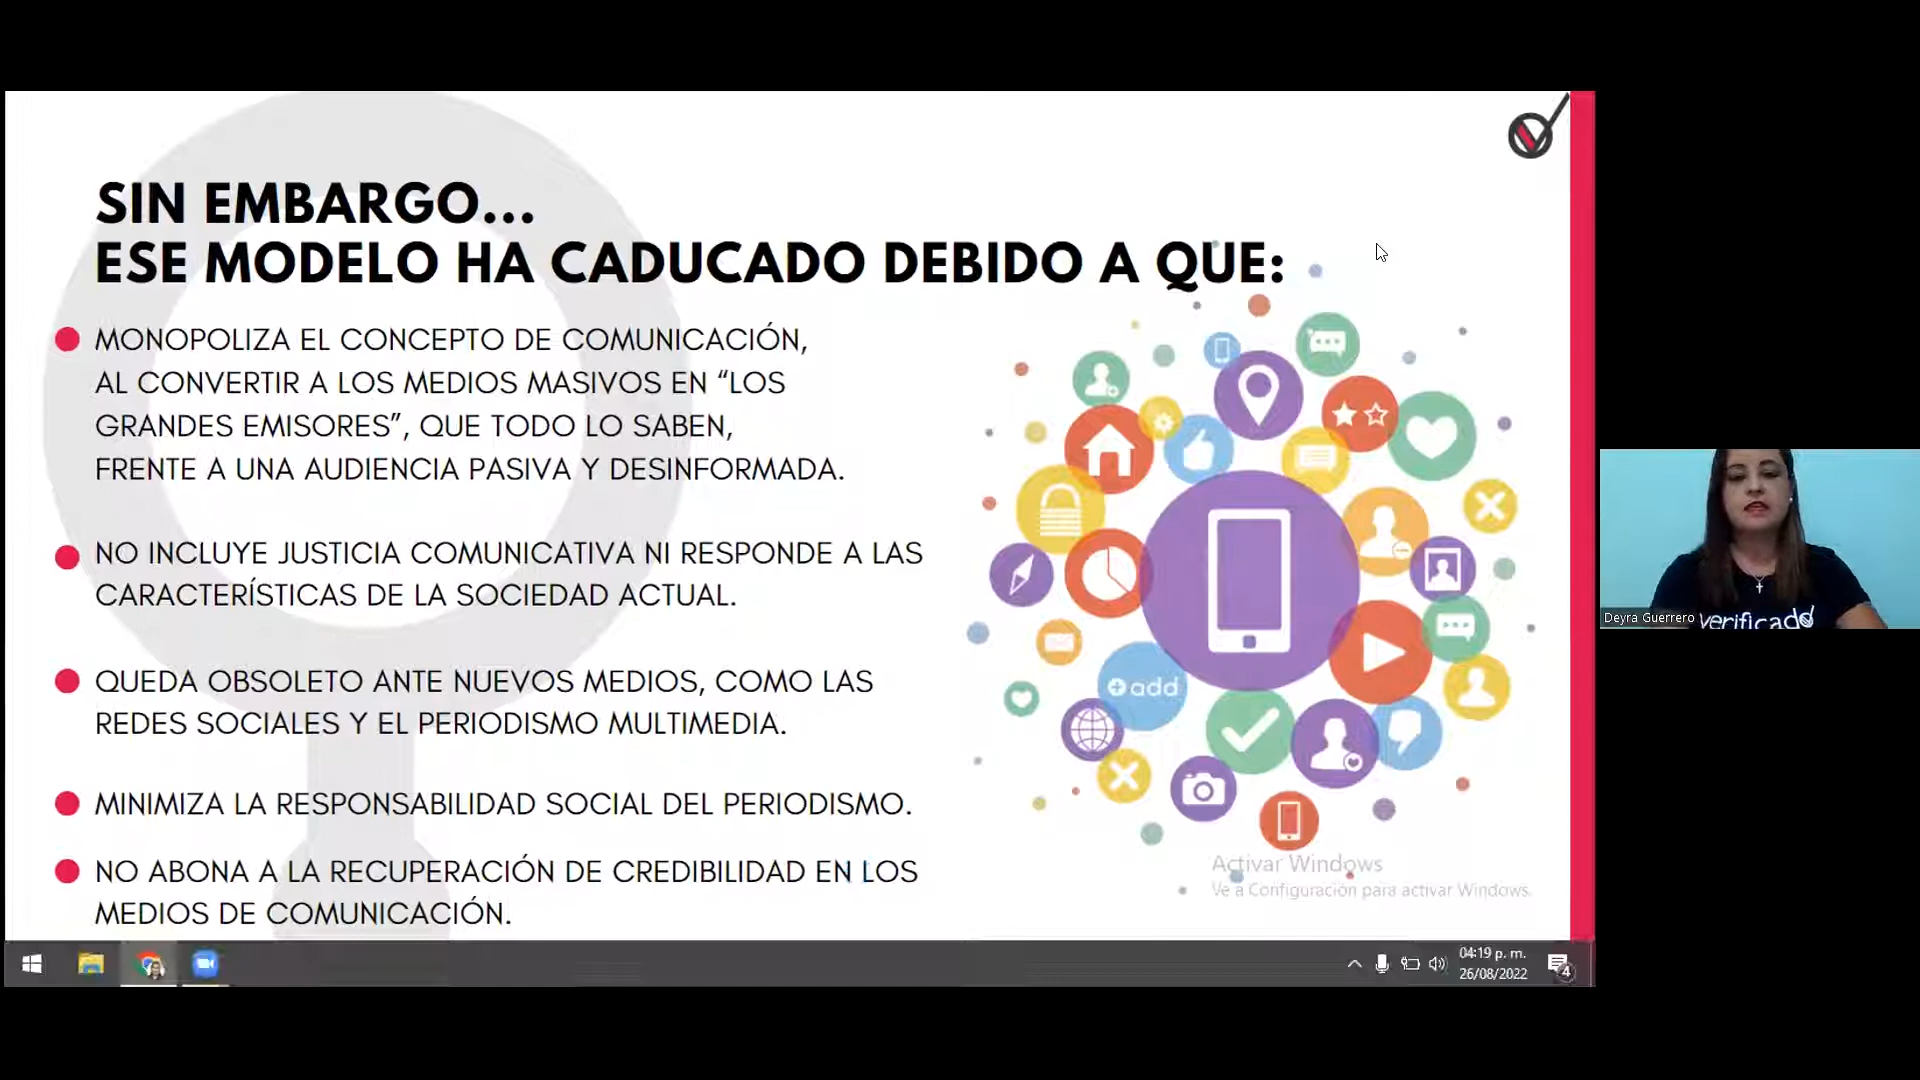 SIN EMBARGO...
ESE MODELO HA CADUCADO DEBIDO A QUE:
MONOPOLIZA EL CONCEPTO DE COMUNICACIÓN,
AL CONVERTIR A LOS MEDIOS MASIVOS EN “LOS
GRANDES EMISORES”, QUE TODO LO SABEN,
FRENTE A UNA AUDIENCIA PASIVA Y DESINFORMADA.
NO INCLUYE JUSTICIA COMUNICATIVA NI RESPONDE A LAS
CARACTERÍSTICAS DE LA SOCIEDAD ACTUAL.
QUEDA OBSOLETO ANTE NUEVOS MEDIOS, COMO LAS
REDES SOCIALES Y EL PERIODISMO MULTIMEDIA.
MINIMIZA LA RESPONSABILIDAD SOCIAL DEL PERIODISMO.
NO ABONA A LA RECUPERACIÓN DE CREDIBILIDAD EN LOS
MEDIOS DE COMUNICACIÓN.
add
Activar Windows
Ve a Configuración para activar Windows.
04:19 p. m.
26/08/2022
4
Deyra Guerrero
verificado